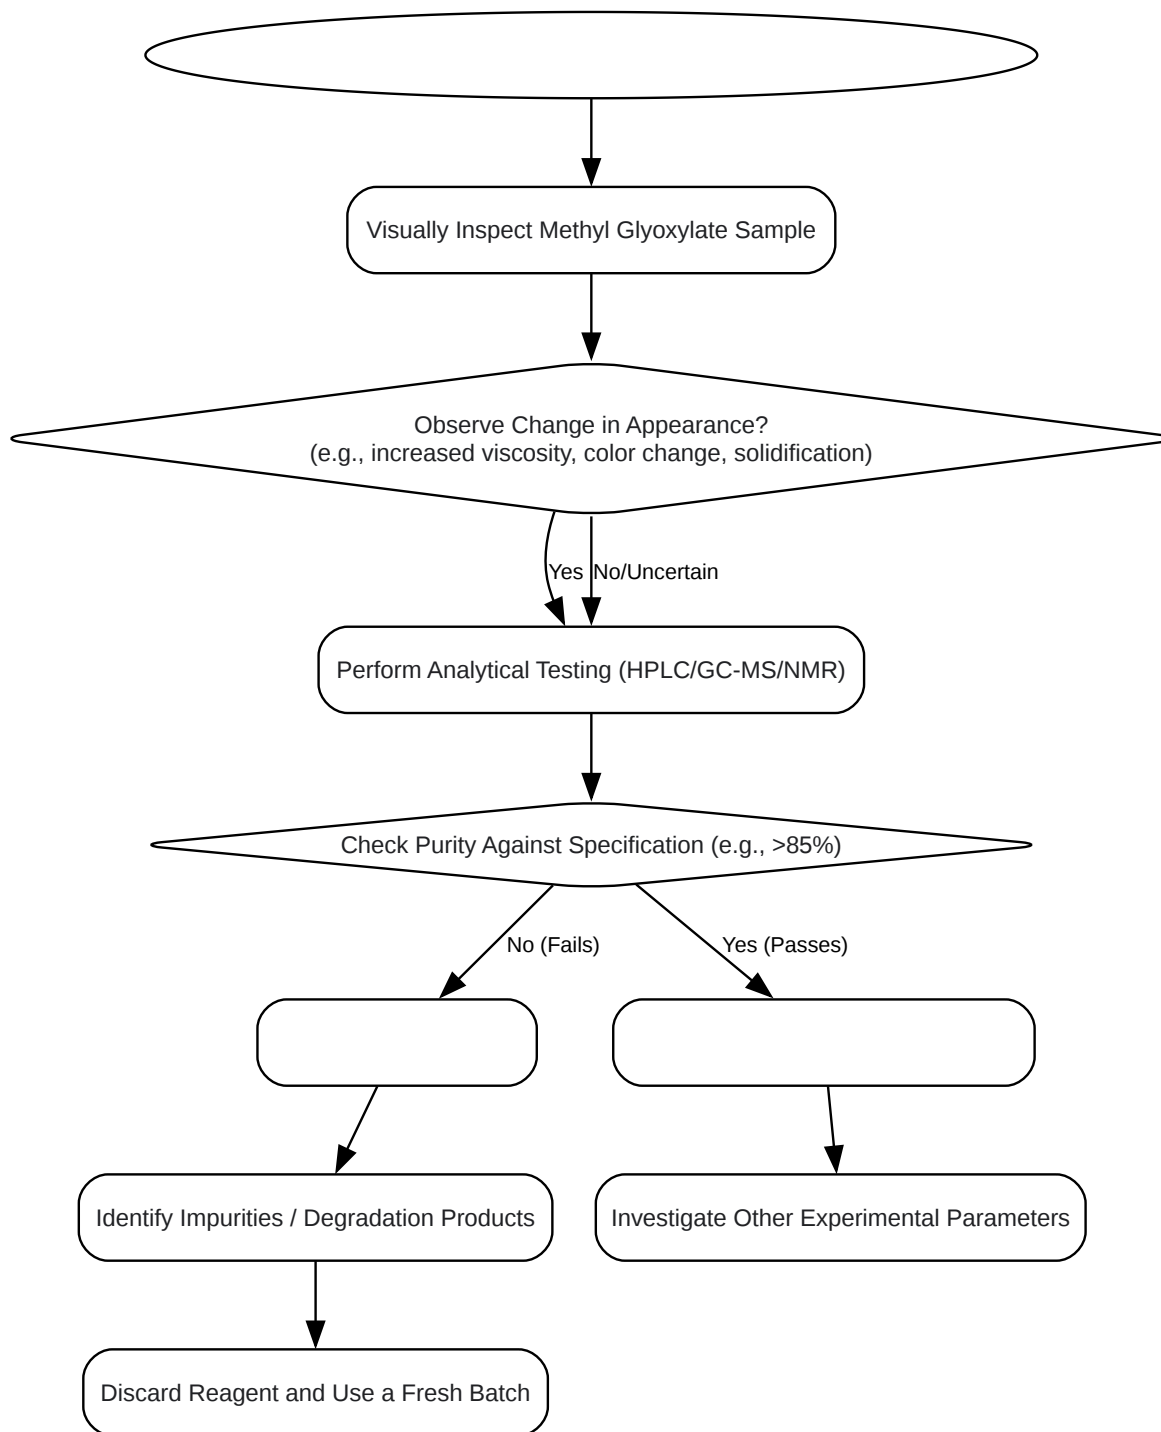 Visually Inspect Methyl Glyoxylate Sample
Observe Change in Appearance?
(e.g., increased viscosity, color change, solidification)
Yes
No/Uncertain
Perform Analytical Testing (HPLC/GC-MS/NMR)
Check Purity Against Specification (e.g., >85%)
No (Fails)
Yes (Passes)
Identify Impurities / Degradation Products
Investigate Other Experimental Parameters
Discard Reagent and Use a Fresh Batch